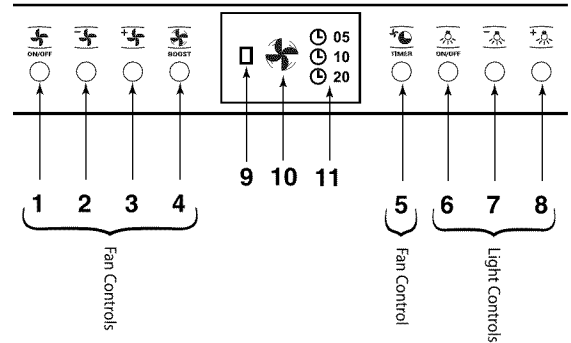 ON/OFF BOOST TIMER ON/OFF
05
10
20
9 10 11
1 2 3 4 5 6 7 8
Fan Controls
Fan Control
Light Controls